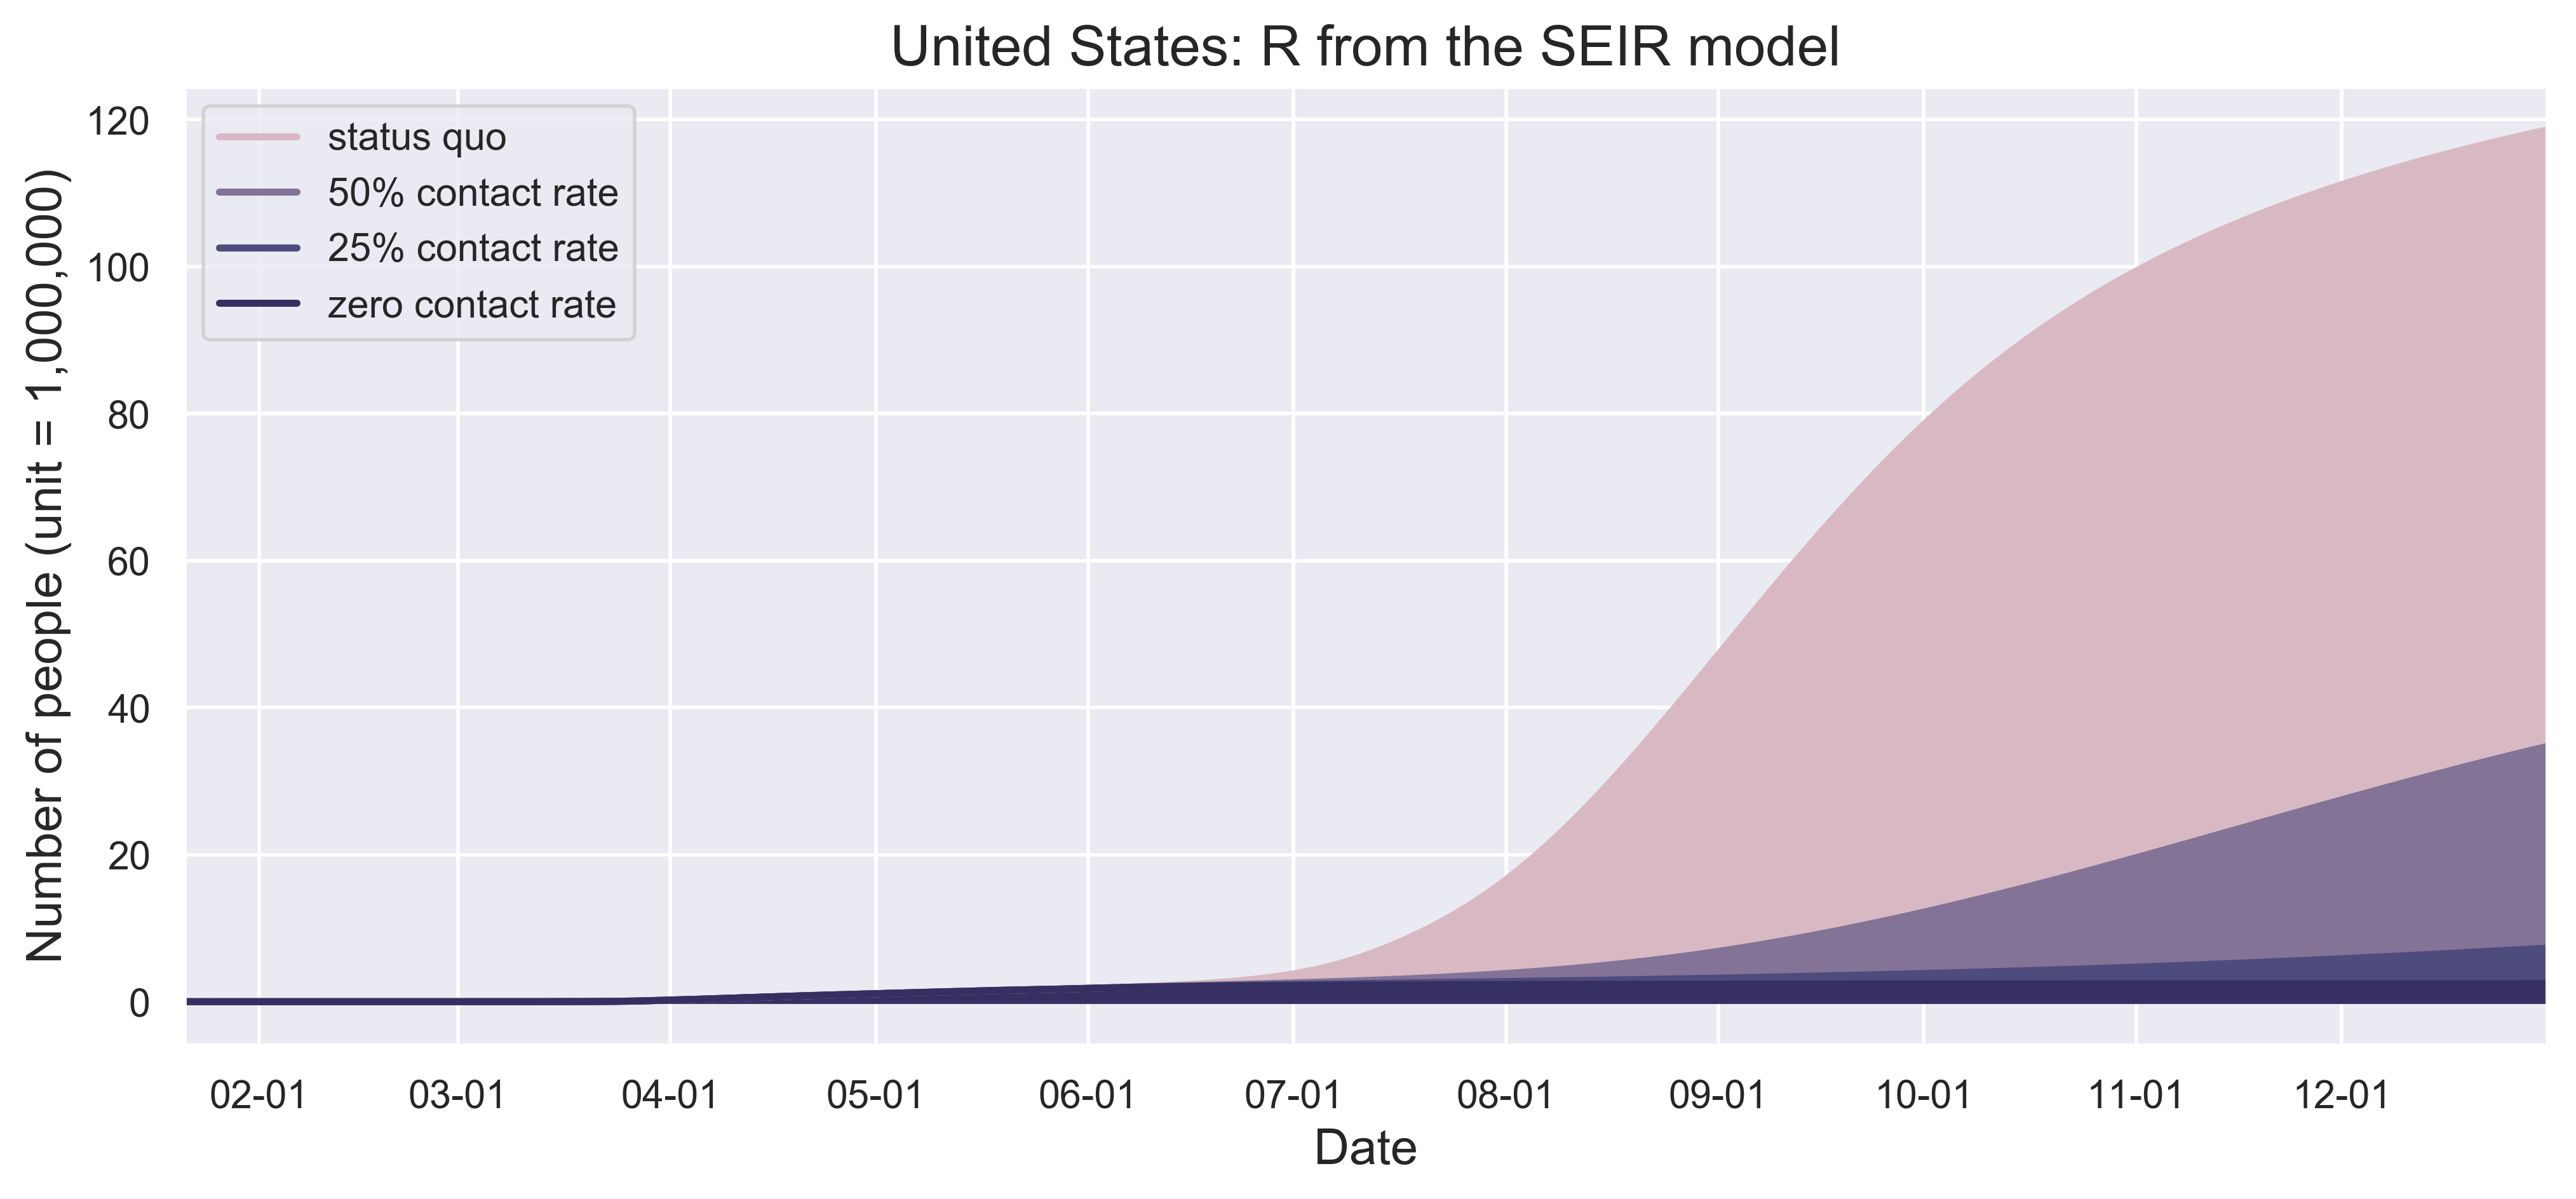 United States: R from the SEIR model
Number of people (unit = 1,000,000)
120
100
80
60
40
20
0
status quo
50% contact rate
25% contact rate
zero contact rate
02-01 03-01 04-01 05-01 06-01 07-01 08-01 09-01 10-01 11-01 12-01
Date